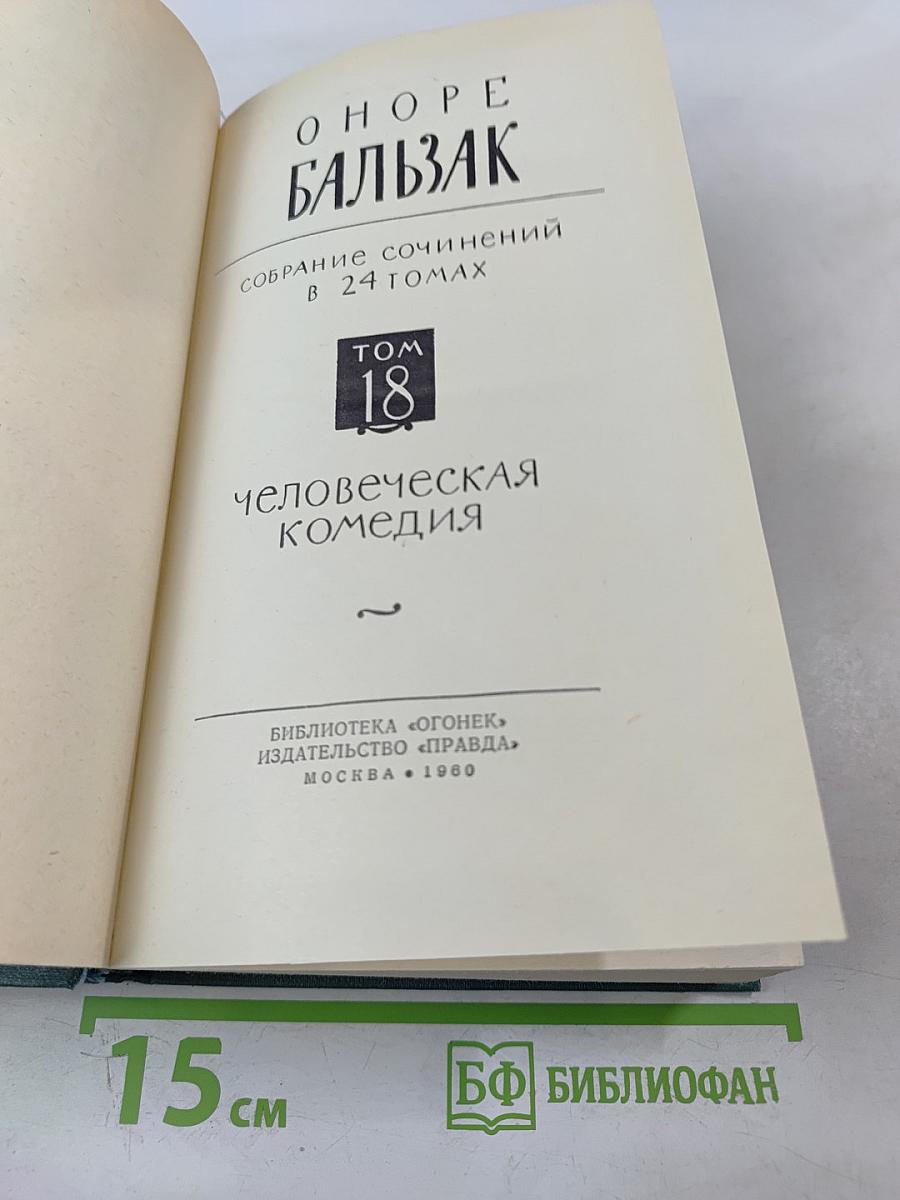 ОНОРЕ
БАЛЬЗАК
СОБРАНИЕ СОЧИНЕНИЙ
В 24 ТОМАХ
ТОМ
18
ЧЕЛОВЕЧЕСКАЯ
КОМЕДИЯ
БИБЛИОТЕКА «ОГОНЕК»
ИЗДАТЕЛЬСТВО «ПРАВДА»
МОСКВА • 1960
15 см
БФ БИБЛИОФАН